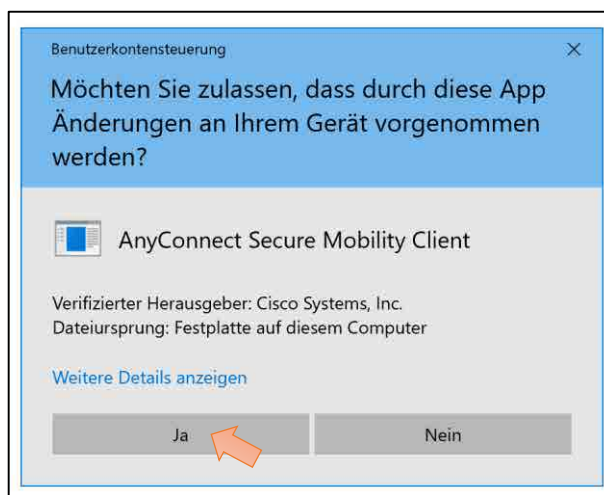 Benutzerkontensteuerung
Möchten Sie zulassen, dass durch diese App
Änderungen an Ihrem Gerät vorgenommen
werden?
AnyConnect Secure Mobility Client
Verifizierter Herausgeber: Cisco Systems, Inc.
Dateiursprung: Festplatte auf diesem Computer
Weitere Details anzeigen
Ja
Nein